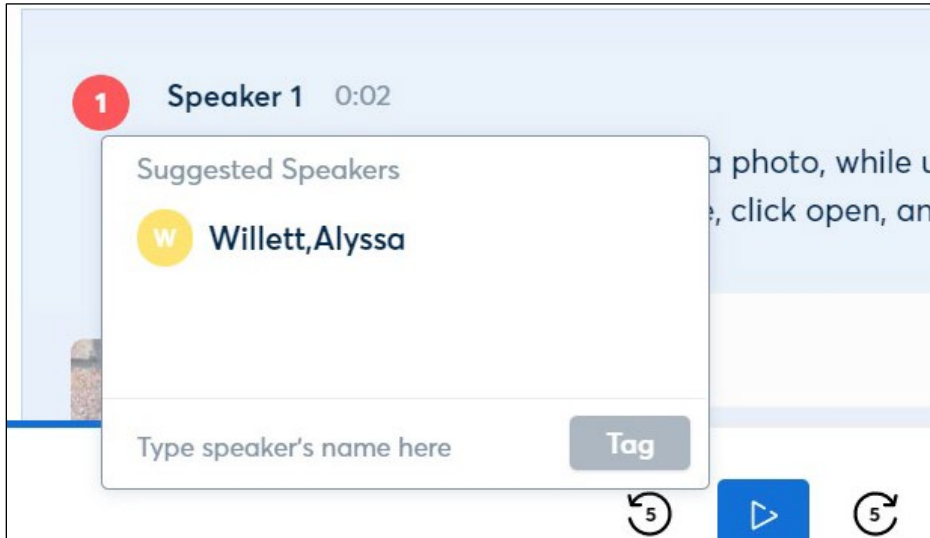 1 Speaker 1 0:02
Suggested Speakers
a photo, while
W Willett,Alyssa
, click open, an
Type speaker's name here Tag
5 5